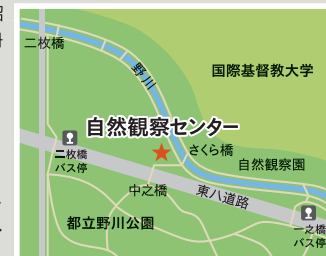 二枚橋
野川
国際基督教大学
自然観察センター
二枚橋
バス停
さくら橋
自然観察園
中之橋
東八道路
都立野川公園
一之橋
バス停